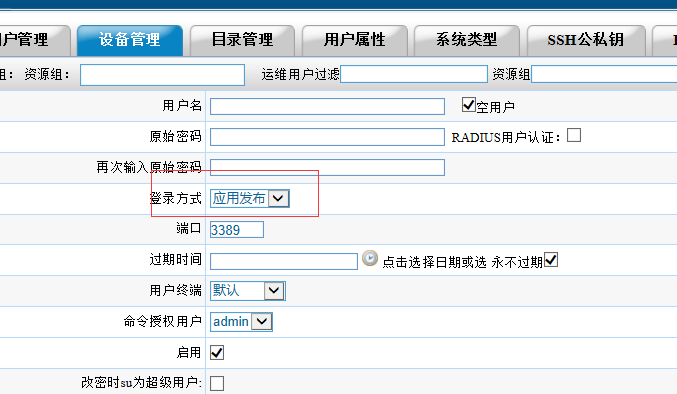 户管理 设备管理 目录管理 用户属性 系统类型 SSH公私钥
组： 资源组： 运维用户过滤 资源组
用户名 空用户
原始密码 RADIUS用户认证：
再次输入原始密码
登录方式 应用发布
端口 3389
过期时间 点击选择日期或选 永不过期
用户终端 默认
命令授权用户 admin
启用
改密时su为超级用户: